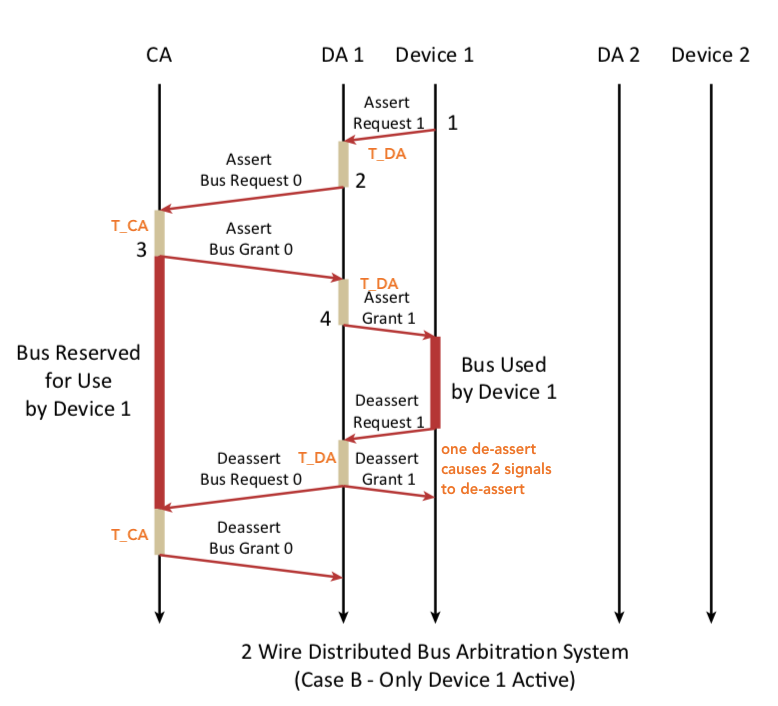 CA
DA 1
Device 1
DA 2
Device 2
Assert
Request 1
1
T_DA
Assert
Bus Request 0
2
T_CA
3
Assert
Bus Grant 0
T_DA
Assert
Grant 1
4
Bus Reserved
for Use
by Device 1
Bus Used
by Device 1
Deassert
Request 1
T_DA
Deassert
Bus Request 0
Deassert
Grant 1
one de-assert
causes 2 signals
to de-assert
T_CA
Deassert
Bus Grant 0
2 Wire Distributed Bus Arbitration System
(Case B - Only Device 1 Active)